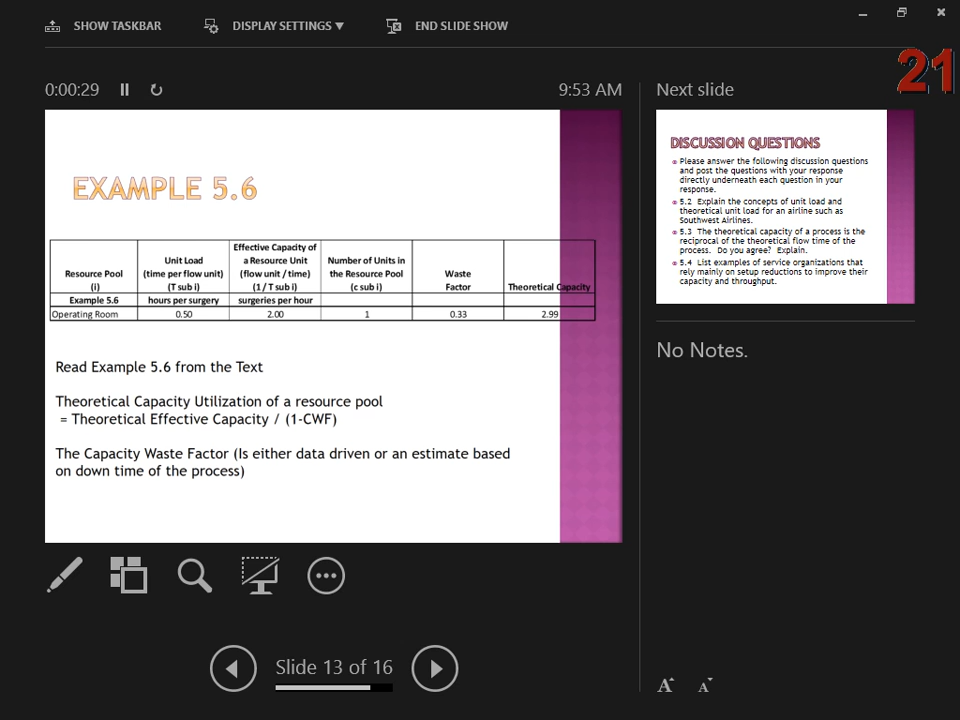 SHOW TASKBAR DISPLAY SETTINGS ▼ END SLIDE SHOW
21
0:00:29 9:53 AM Next slide
EXAMPLE 5.6
Resource Pool
(i)
Unit Load
(time per flow unit)
(T sub i)
Effective Capacity of
a Resource Unit
(flow unit / time)
(1 / T sub i)
Number of Units in
the Resource Pool
(c sub i)
Waste
Factor
Theoretical Capacity
Example 5.6 hours per surgery surgeries per hour
Operating Room 0.50 2.00 1 0.33 2.99
Read Example 5.6 from the Text
Theoretical Capacity Utilization of a resource pool
= Theoretical Effective Capacity / (1-CWF)
The Capacity Waste Factor (Is either data driven or an estimate based
on down time of the process)
DISCUSSION QUESTIONS
Please answer the following discussion questions
and post the questions with your response
directly underneath each question in your
response.
5.2 Explain the concepts of unit load and
theoretical unit load for an airline such as
Southwest Airlines.
5.3 The theoretical capacity of a process is the
reciprocal of the theoretical flow time of the
process. Do you agree? Explain.
5.4 List examples of service organizations that
rely mainly on setup reductions to improve their
capacity and throughput.
No Notes.
Slide 13 of 16
A A